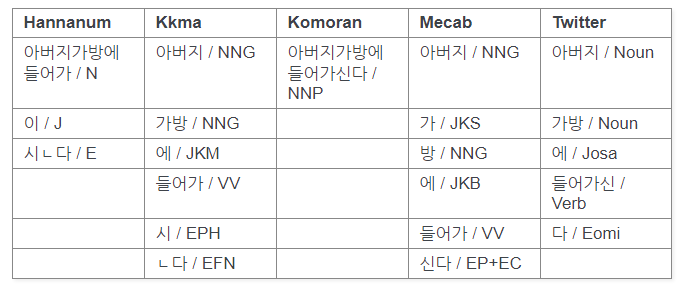 Hannanum Kkma Komoran Mecab Twitter
아버지가방에 아버지 / NNG 아버지가방에 아버지 / NNG 아버지 / Noun
들어가 / N 들어가신다 /
NNP
이 / J 가방 / NNG 가 / JKS 가방 / Noun
시ㄴ다 / E 에 / JKM 방 / NNG 에 / Josa
들어가 / VV 에 / JKB 들어가신 /
Verb
시 / EPH 들어가 / VV 다 / Eomi
ㄴ다 / EFN 신다 / EP+EC